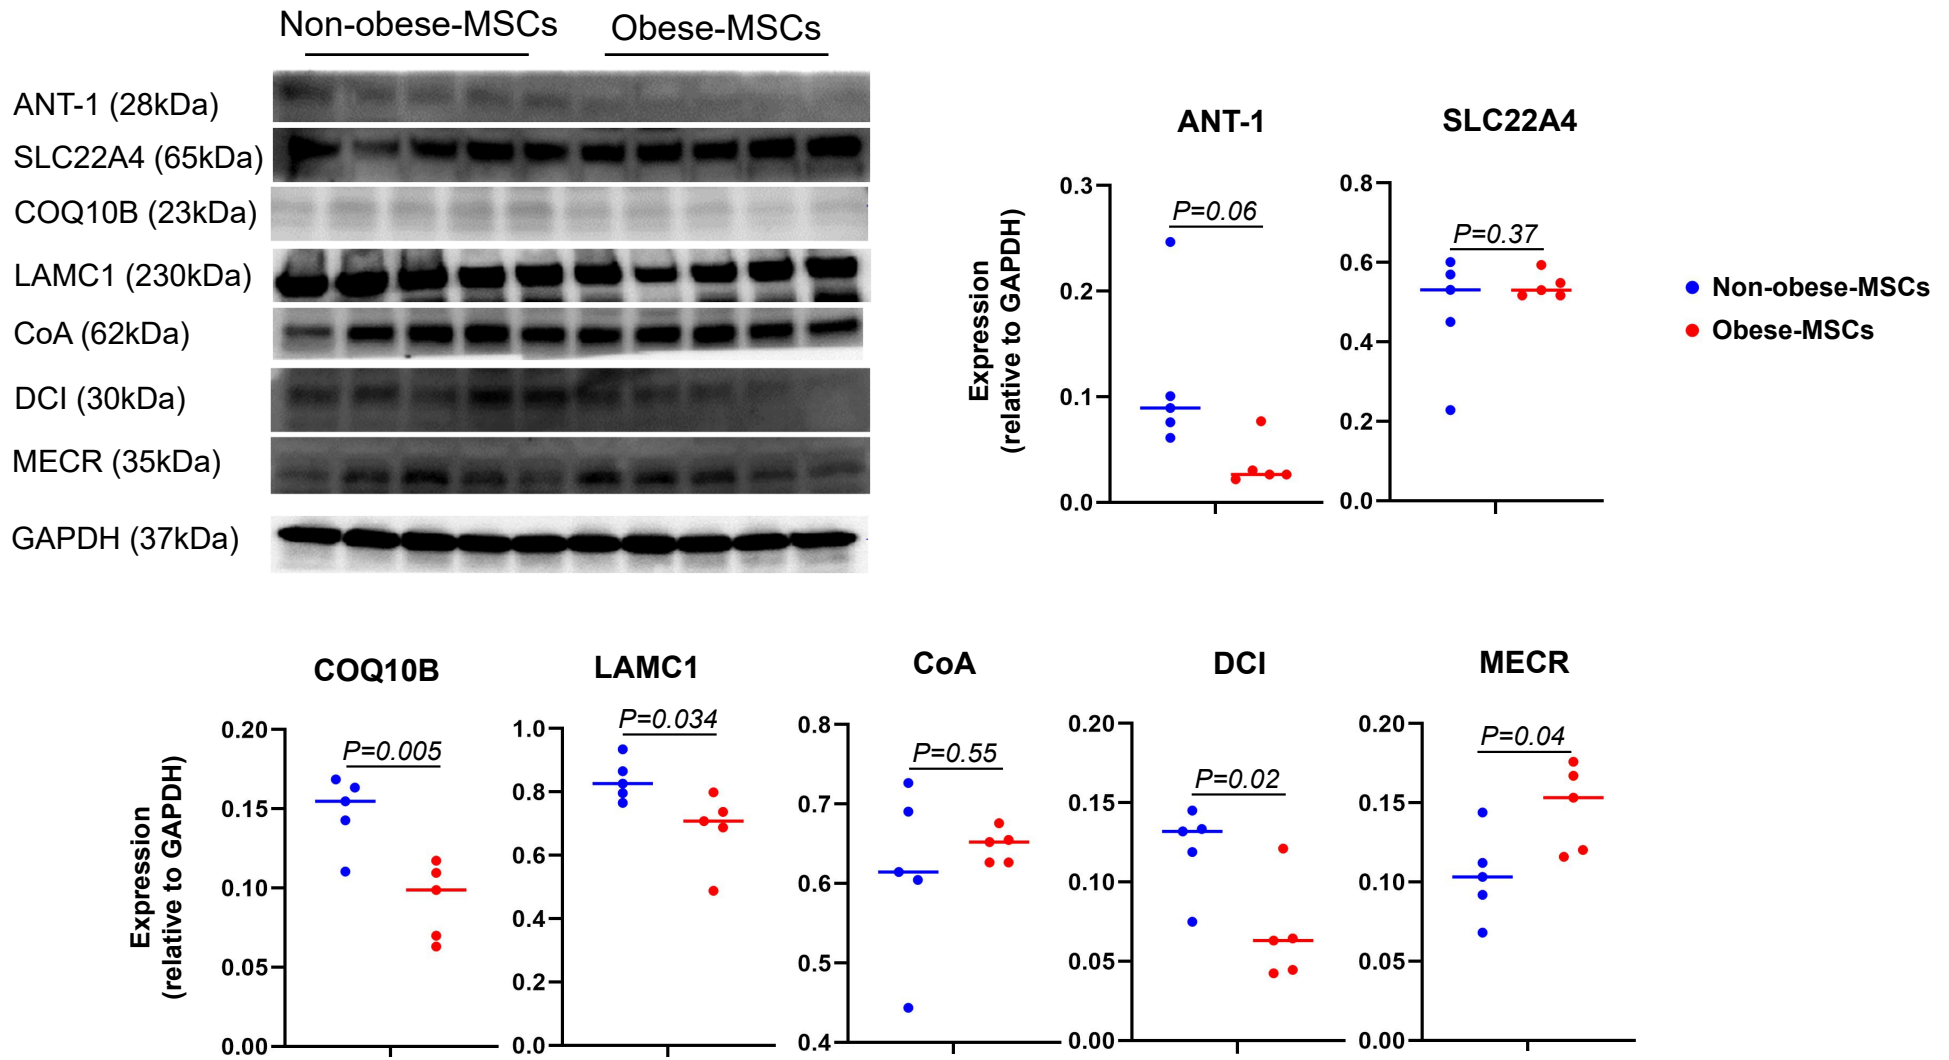 Non-obese-MSCs Obese-MSCs
ANT-1 (28kDa)
SLC22A4 (65kDa)
COQ10B (23kDa)
LAMC1 (230kDa)
CoA (62kDa)
DCI (30kDa)
MECR (35kDa)
GAPDH (37kDa)
ANT-1
Expression
(relative to GAPDH)
0.3
0.2
0.1
0.0
P=0.06
SLC22A4
0.8
0.6
0.4
0.2
0.0
P=0.37
Non-obese-MSCs
Obese-MSCs
COQ10B
Expression
(relative to GAPDH)
0.20
0.15
0.10
0.05
0.00
P=0.005
LAMC1
1.0
0.8
0.6
0.4
0.2
0.0
P=0.034
CoA
0.8
0.7
0.6
0.5
0.4
P=0.55
DCI
0.20
0.15
0.10
0.05
0.00
P=0.02
MECR
0.20
0.15
0.10
0.05
0.00
P=0.04